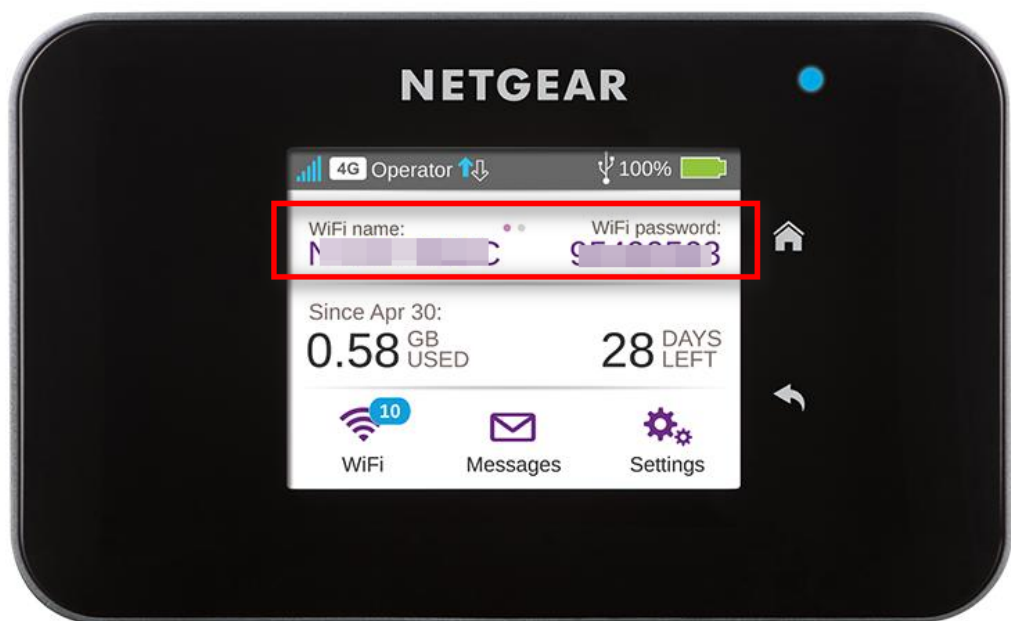 NETGEAR
4G Operator 100%
WiFi name: WiFi password:
Since Apr 30:
0.58 GB USED 28 DAYS LEFT
10
WiFi Messages Settings